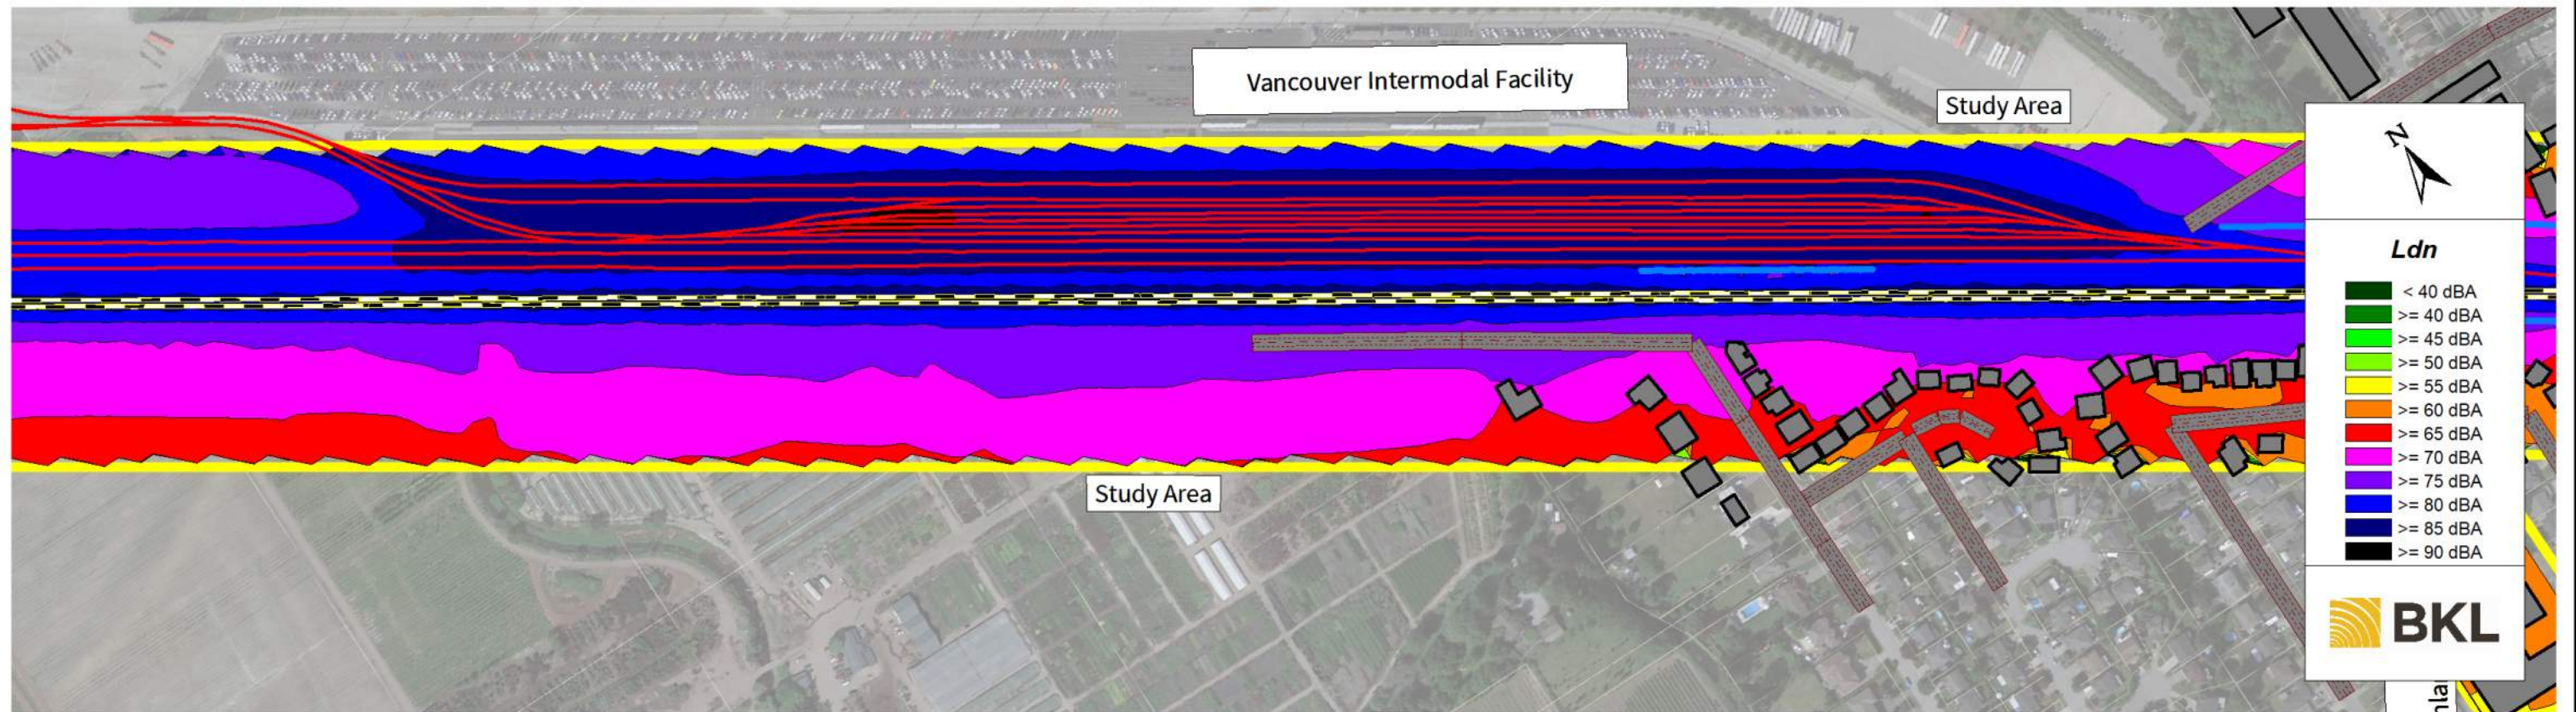 Vancouver Intermodal Facility
Study Area
N
Ldn
< 40 dBA
>= 40 dBA
>= 45 dBA
>= 50 dBA
>= 55 dBA
>= 60 dBA
>= 65 dBA
>= 70 dBA
>= 75 dBA
>= 80 dBA
>= 85 dBA
>= 90 dBA
Study Area
BKL